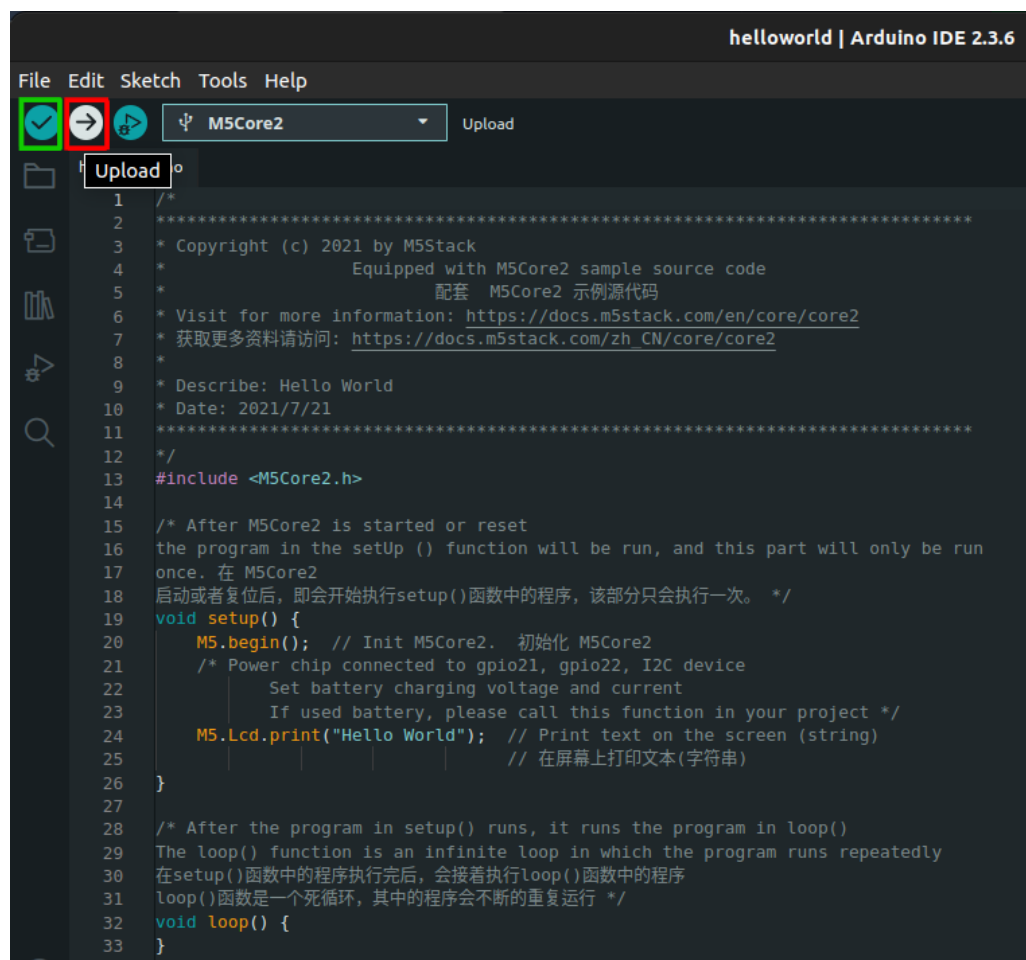 helloworld | Arduino IDE 2.3.6
File Edit Sketch Tools Help
M5Core2 Upload
Upload
1 /*
2 *******************************************************************************
3 * Copyright (c) 2021 by M5Stack
4 * Equipped with M5Core2 sample source code
5 * 配套 M5Core2 示例源代码
6 * Visit for more information: https://docs.m5stack.com/en/core/core2
7 * 获取更多资料请访问: https://docs.m5stack.com/zh_CN/core/core2
8 *
9 * Describe: Hello World
10 * Date: 2021/7/21
11 *******************************************************************************
12 */
13 #include <M5Core2.h>
14
15 /* After M5Core2 is started or reset
16 the program in the setUp () function will be run, and this part will only be run
17 once. 在 M5Core2
18 启动或者复位后，即会开始执行setup()函数中的程序，该部分只会执行一次。 */
19 void setup() {
20 M5.begin(); // Init M5Core2. 初始化 M5Core2
21 /* Power chip connected to gpio21, gpio22, I2C device
22 Set battery charging voltage and current
23 If used battery, please call this function in your project */
24 M5.Lcd.print("Hello World"); // Print text on the screen (string)
25 // 在屏幕上打印文本(字符串)
26 }
27
28 /* After the program in setup() runs, it runs the program in loop()
29 The loop() function is an infinite loop in which the program runs repeatedly
30 在setup()函数中的程序执行完后，会接着执行loop()函数中的程序
31 loop()函数是一个死循环，其中的程序会不断的重复运行 */
32 void loop() {
33 }